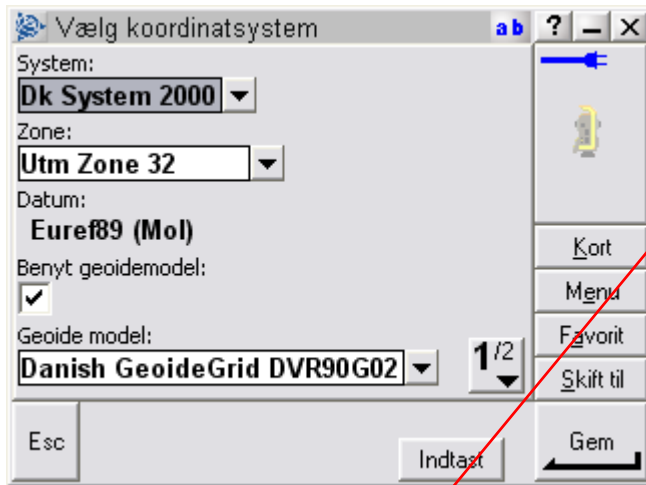 Vælg koordinatsystem
ab
?
System:
Dk System 2000
Zone:
Utm Zone 32
Datum:
Euref89 (Mol)
Benyt geoidemodel:
Geoide model:
Danish GeoideGrid DVR90G02
1/2
Kort
Menu
Favorit
Skift til
Esc
Indtast
Gem